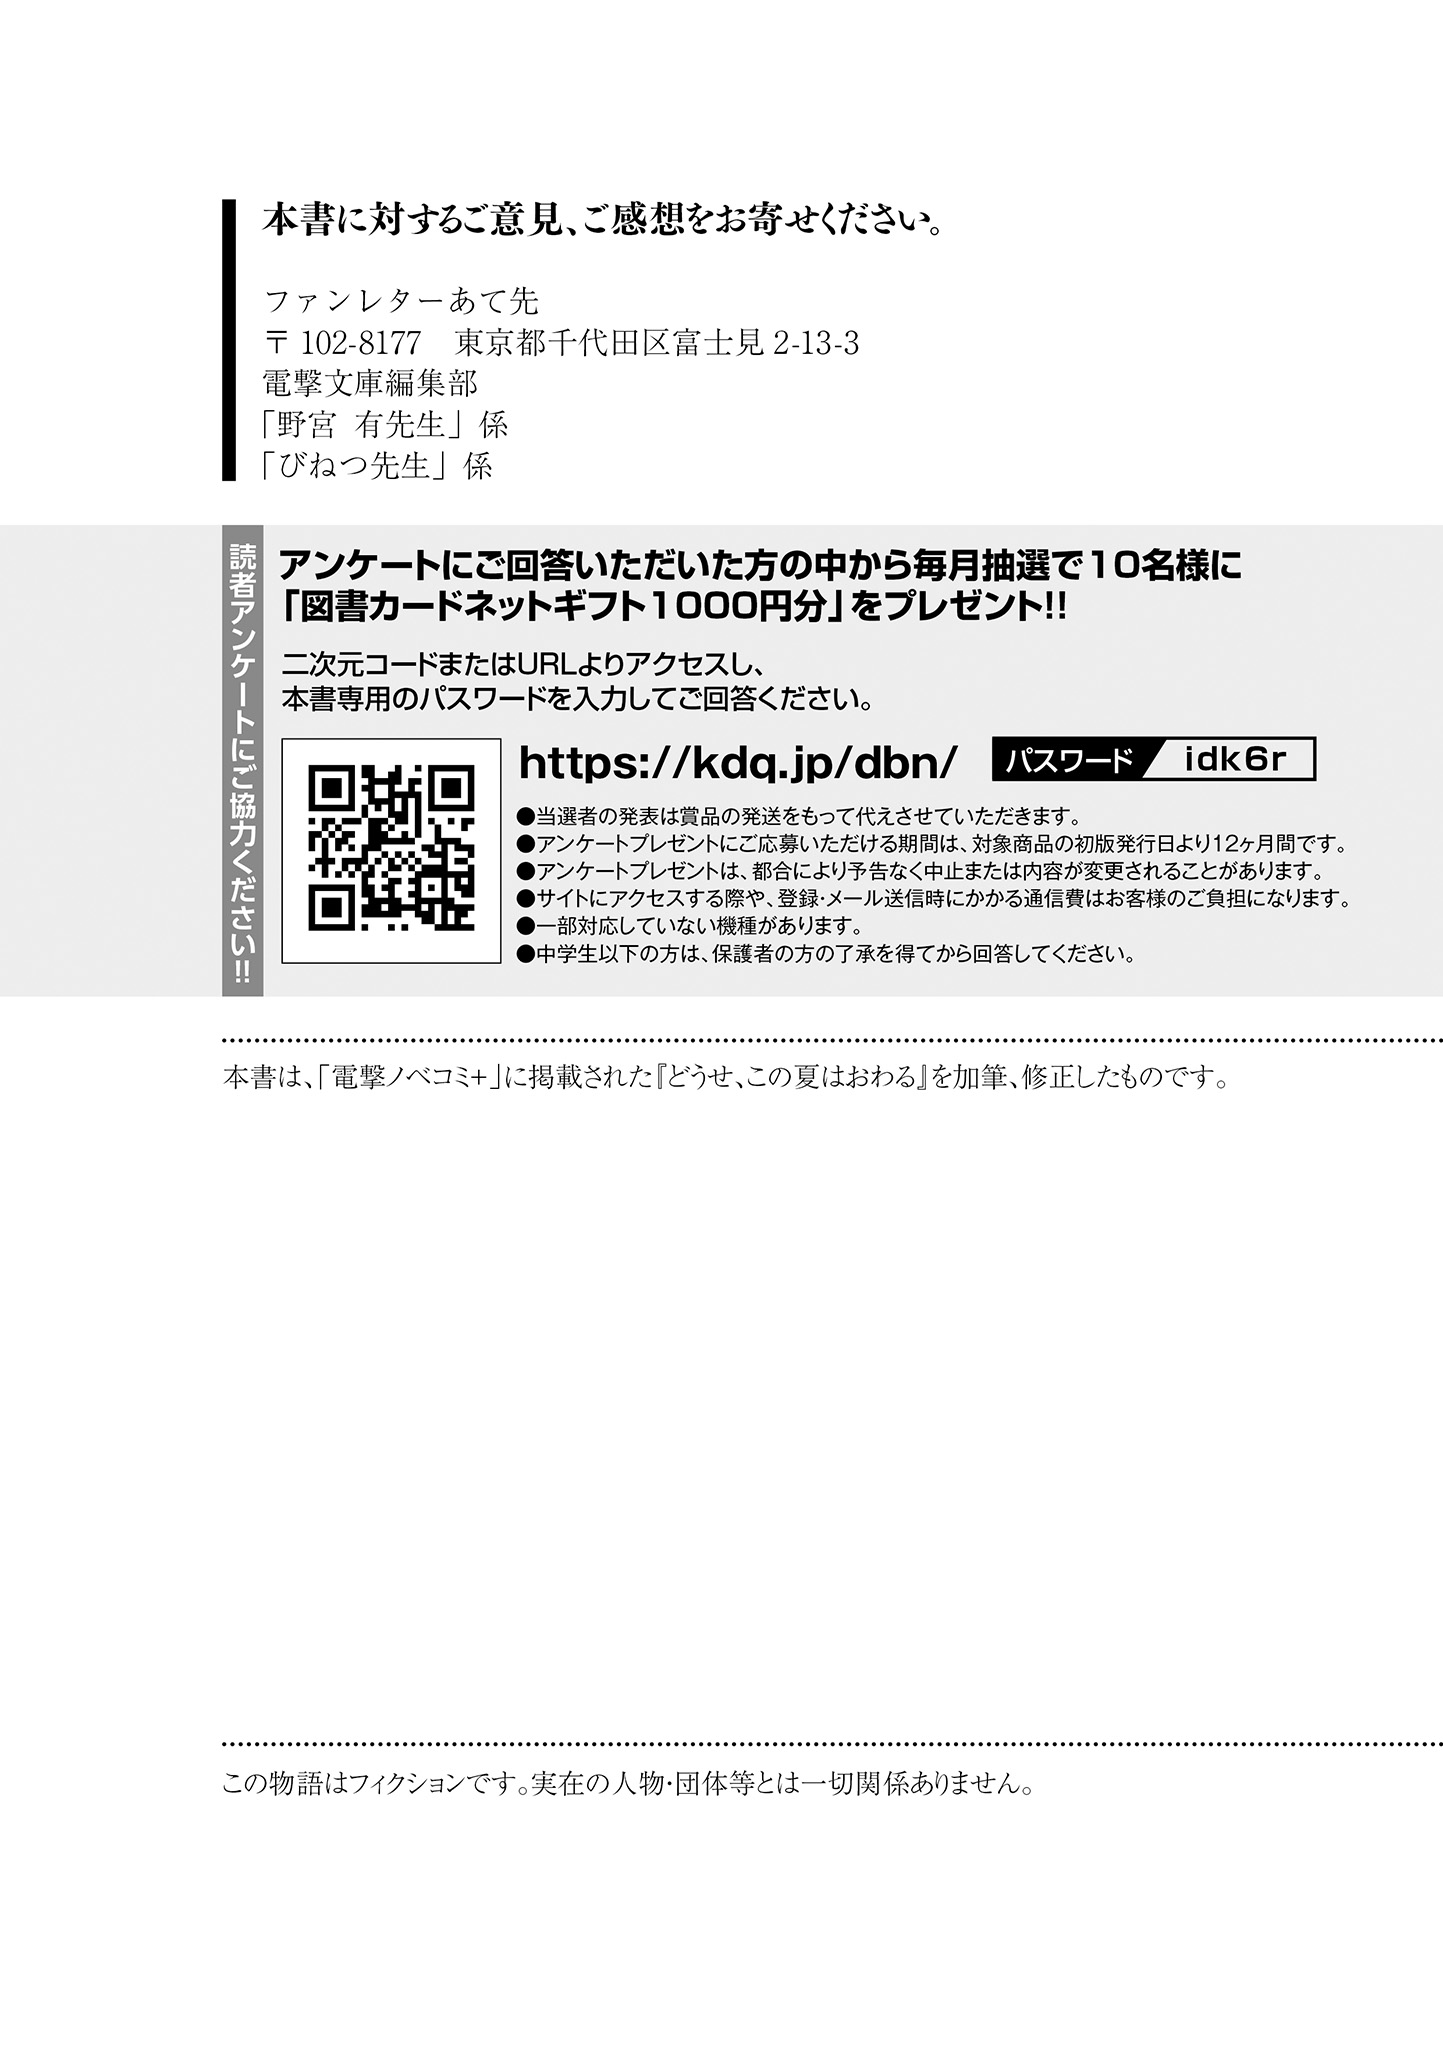 本書に対するご意見、ご感想をお寄せください。
ファンレターあて先
〒102-8177　東京都千代田区富士見2-13-3
電撃文庫編集部
「野宮 有先生」係
「びねつ先生」係
読者アンケートにご協力ください!!
アンケートにご回答いただいた方の中から毎月抽選で10名様に
「図書カードネットギフト1000円分」をプレゼント!!
二次元コードまたはURLよりアクセスし、
本書専用のパスワードを入力してご回答ください。
https://kdq.jp/dbn/ パスワード idk6r
●当選者の発表は賞品の発送をもって代えさせていただきます。
●アンケートプレゼントにご応募いただける期間は、対象商品の初版発行日より12ヶ月間です。
●アンケートプレゼントは、都合により予告なく中止または内容が変更されることがあります。
●サイトにアクセスする際や、登録・メール送信時にかかる通信費はお客様のご負担になります。
●一部対応していない機種があります。
●中学生以下の方は、保護者の方の了承を得てから回答してください。
本書は、「電撃ノベコミ+」に掲載された『どうせ、この夏はおわる』を加筆、修正したものです。
この物語はフィクションです。実在の人物・団体等とは一切関係ありません。